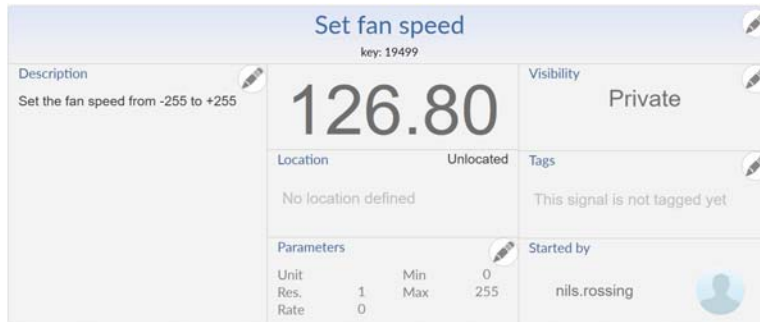 Set fan speed
key: 19499
Description
Set the fan speed from -255 to +255
126.80
Visibility
Private
Location Unlocated
No location defined
Tags
This signal is not tagged yet
Parameters
Unit Min 0
Res. 1 Max 255
Rate 0
Started by
nils.rossing